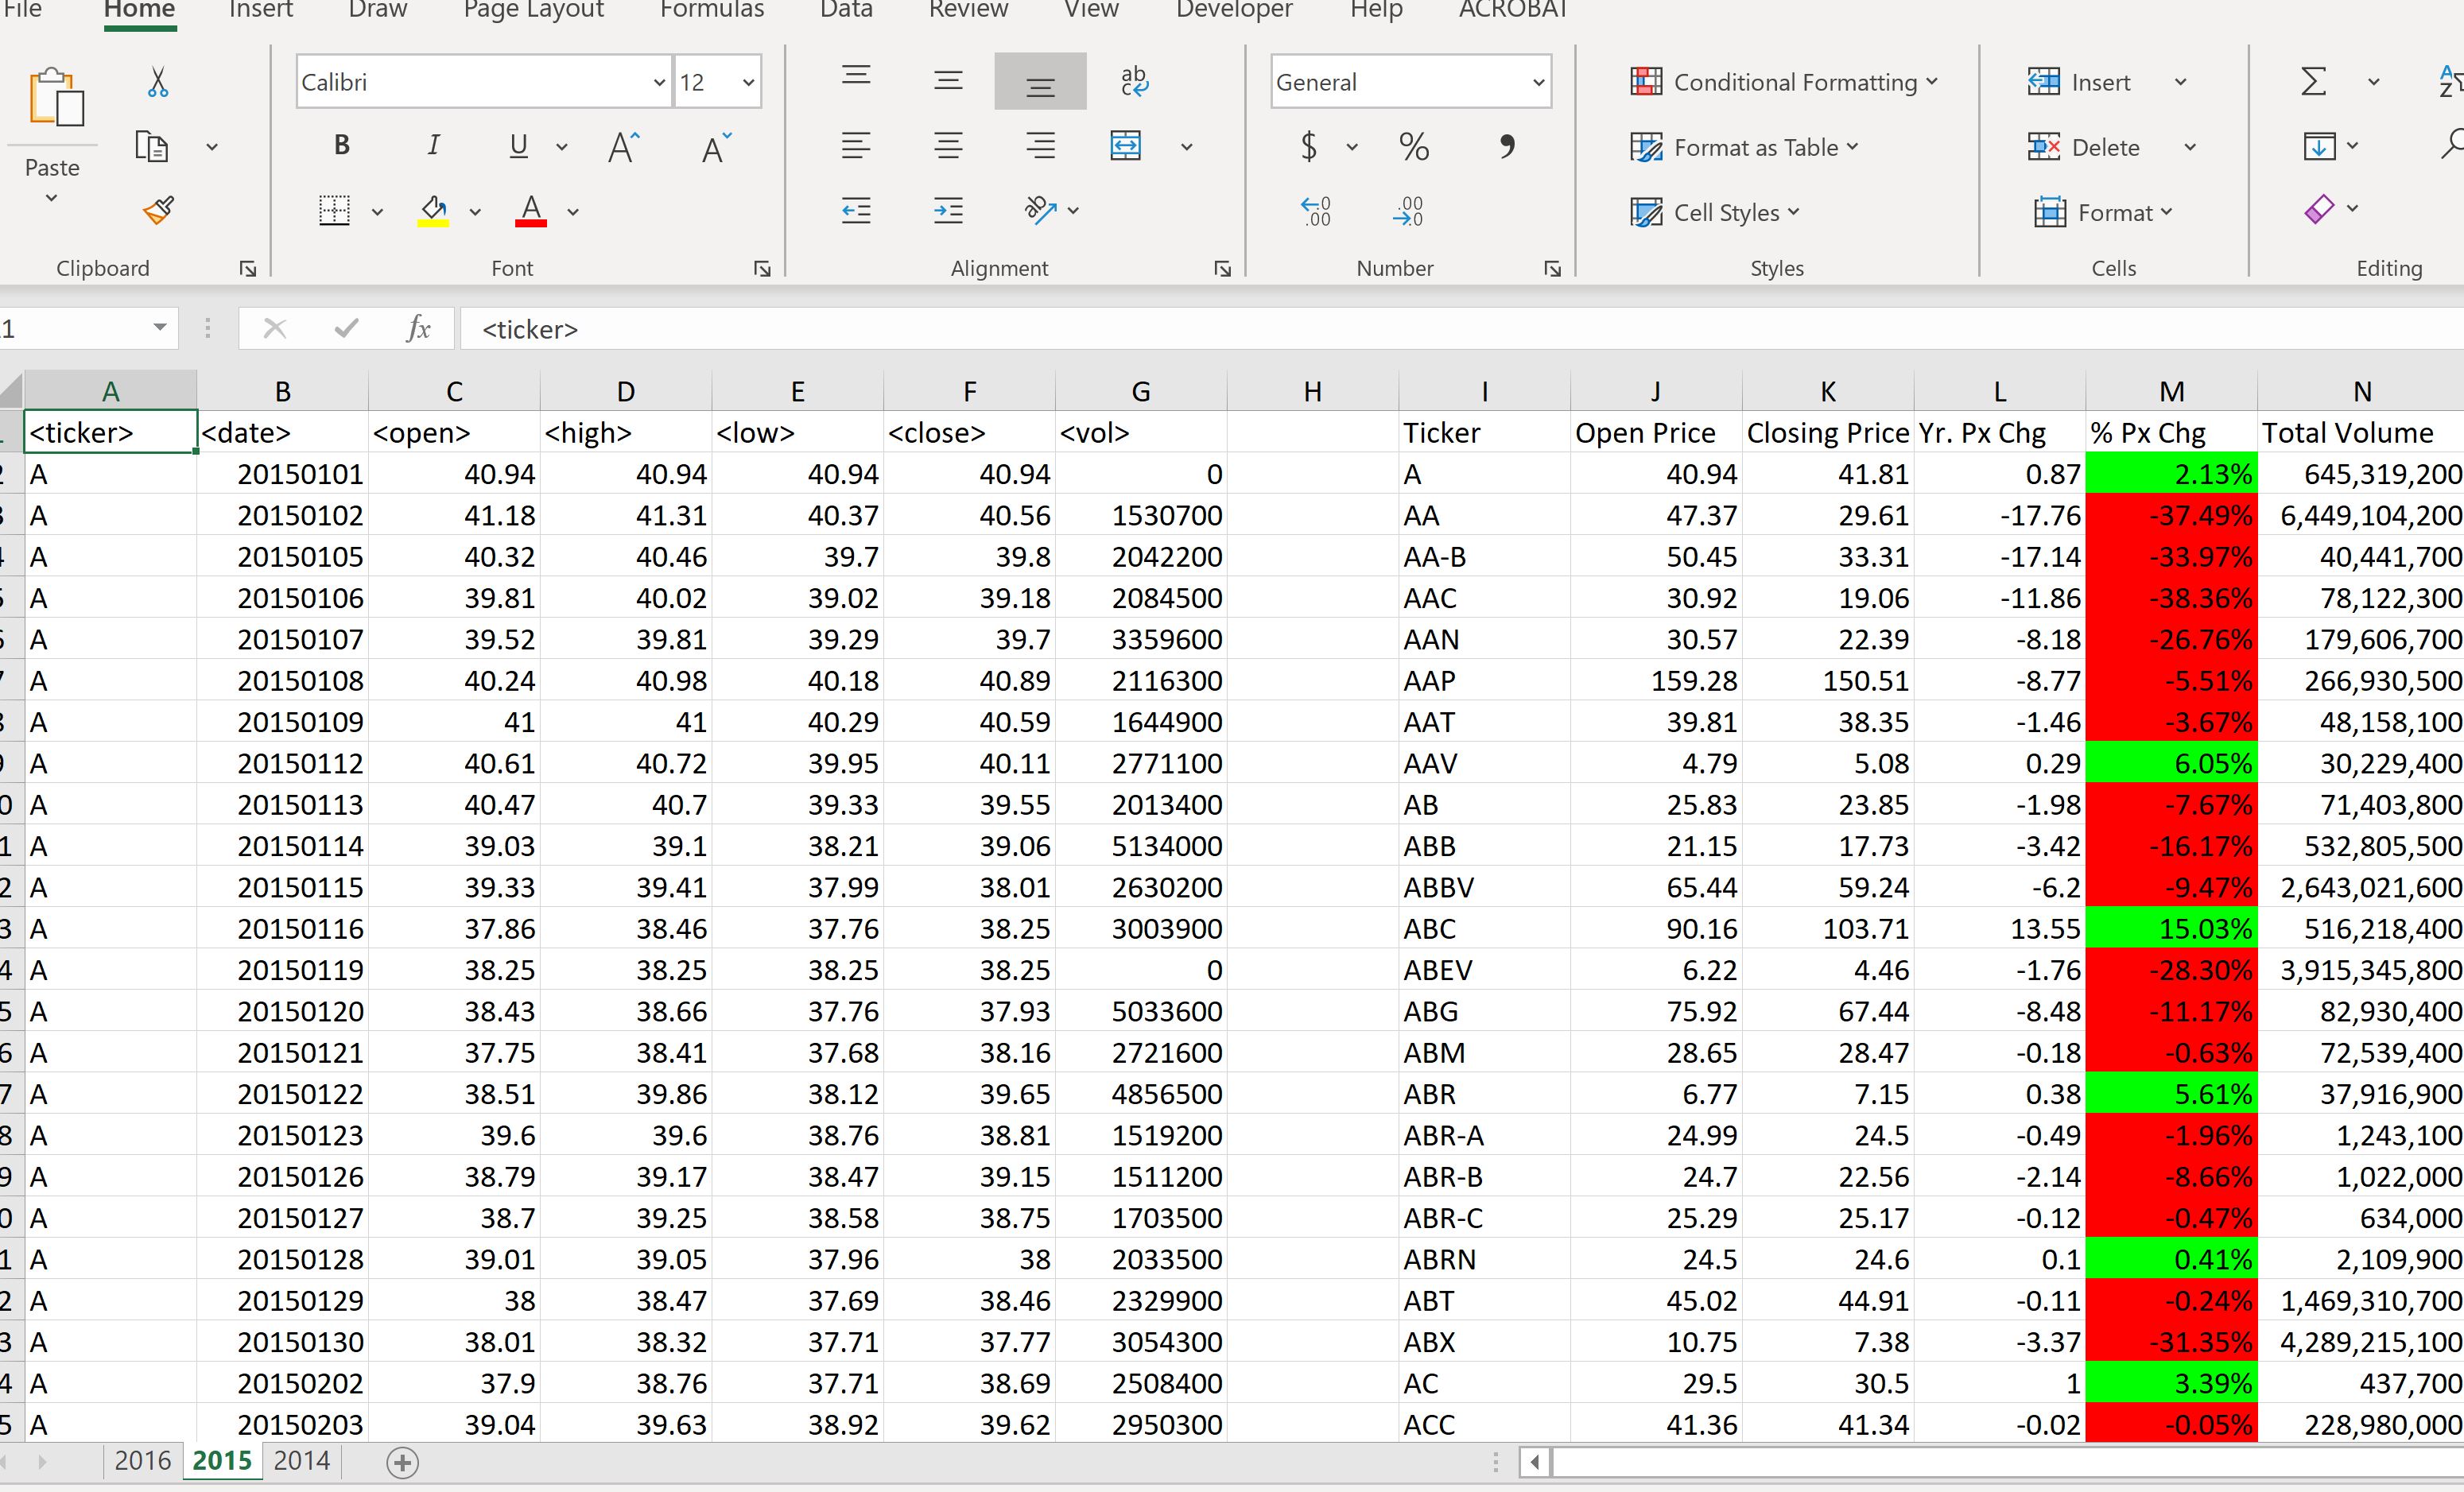 File Home Insert Draw Page Layout Formulas Data Review View Developer Help ACROBAT
Calibri 12 ab c General Conditional Formatting Insert
Paste B I U A A $ % , Format as Table Delete
A ab .00 .00 Cell Styles Format
Clipboard Font Alignment Number Styles Cells Editing
fx <ticker>
A B C D E F G H I J K L M N
<ticker> <date> <open> <high> <low> <close> <vol> Ticker Open Price Closing Price Yr. Px Chg % Px Chg Total Volume
A 20150101 40.94 40.94 40.94 40.94 0 A 40.94 41.81 0.87 2.13% 645,319,200
A 20150102 41.18 41.31 40.37 40.56 1530700 AA 47.37 29.61 -17.76 -37.49% 6,449,104,200
A 20150105 40.32 40.46 39.7 39.8 2042200 AA-B 50.45 33.31 -17.14 -33.97% 40,441,700
A 20150106 39.81 40.02 39.02 39.18 2084500 AAC 30.92 19.06 -11.86 -38.36% 78,122,300
A 20150107 39.52 39.81 39.29 39.7 3359600 AAN 30.57 22.39 -8.18 -26.76% 179,606,700
A 20150108 40.24 40.98 40.18 40.89 2116300 AAP 159.28 150.51 -8.77 -5.51% 266,930,500
A 20150109 41 41 40.29 40.59 1644900 AAT 39.81 38.35 -1.46 -3.67% 48,158,100
A 20150112 40.61 40.72 39.95 40.11 2771100 AAV 4.79 5.08 0.29 6.05% 30,229,400
A 20150113 40.47 40.7 39.33 39.55 2013400 AB 25.83 23.85 -1.98 -7.67% 71,403,800
A 20150114 39.03 39.1 38.21 39.06 5134000 ABB 21.15 17.73 -3.42 -16.17% 532,805,500
A 20150115 39.33 39.41 37.99 38.01 2630200 ABBV 65.44 59.24 -6.2 -9.47% 2,643,021,600
A 20150116 37.86 38.46 37.76 38.25 3003900 ABC 90.16 103.71 13.55 15.03% 516,218,400
A 20150119 38.25 38.25 38.25 38.25 0 ABEV 6.22 4.46 -1.76 -28.30% 3,915,345,800
A 20150120 38.43 38.66 37.76 37.93 5033600 ABG 75.92 67.44 -8.48 -11.17% 82,930,400
A 20150121 37.75 38.41 37.68 38.16 2721600 ABM 28.65 28.47 -0.18 -0.63% 72,539,400
A 20150122 38.51 39.86 38.12 39.65 4856500 ABR 6.77 7.15 0.38 5.61% 37,916,900
A 20150123 39.6 39.6 38.76 38.81 1519200 ABR-A 24.99 24.5 -0.49 -1.96% 1,243,100
A 20150126 38.79 39.17 38.47 39.15 1511200 ABR-B 24.7 22.56 -2.14 -8.66% 1,022,000
A 20150127 38.7 39.25 38.58 38.75 1703500 ABR-C 25.29 25.17 -0.12 -0.47% 634,000
A 20150128 39.01 39.05 37.96 38 2033500 ABRN 24.5 24.6 0.1 0.41% 2,109,900
A 20150129 38 38.47 37.69 38.46 2329900 ABT 45.02 44.91 -0.11 -0.24% 1,469,310,700
A 20150130 38.01 38.32 37.71 37.77 3054300 ABX 10.75 7.38 -3.37 -31.35% 4,289,215,100
A 20150202 37.9 38.76 37.71 38.69 2508400 AC 29.5 30.5 1 3.39% 437,700
A 20150203 39.04 39.63 38.92 39.62 2950300 ACC 41.36 41.34 -0.02 -0.05% 228,980,000
2016 2015 2014